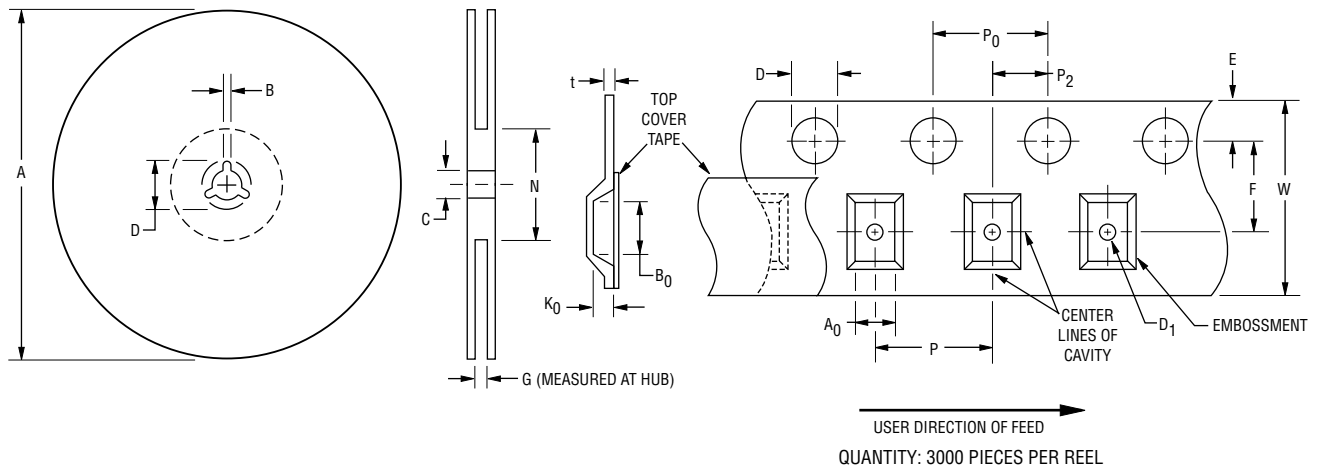 A
B
D
C
N
G (MEASURED AT HUB)
t
TOP
COVER
TAPE
K0
B0
D
P0
P2
E
F
W
A0
P
CENTER
LINES OF
CAVITY
D1
EMBOSSMENT
USER DIRECTION OF FEED
QUANTITY: 3000 PIECES PER REEL